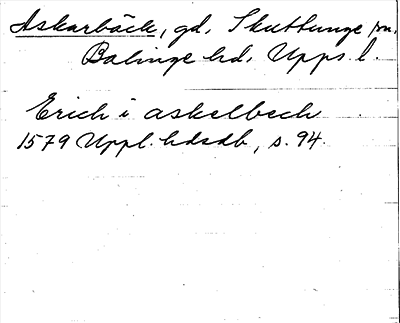 Askarbäck, gd, Skuttunge sn.
Balinge hd. Upps. l.
Erich i askelbech
1579 Uppl. hdsdb, s. 94.